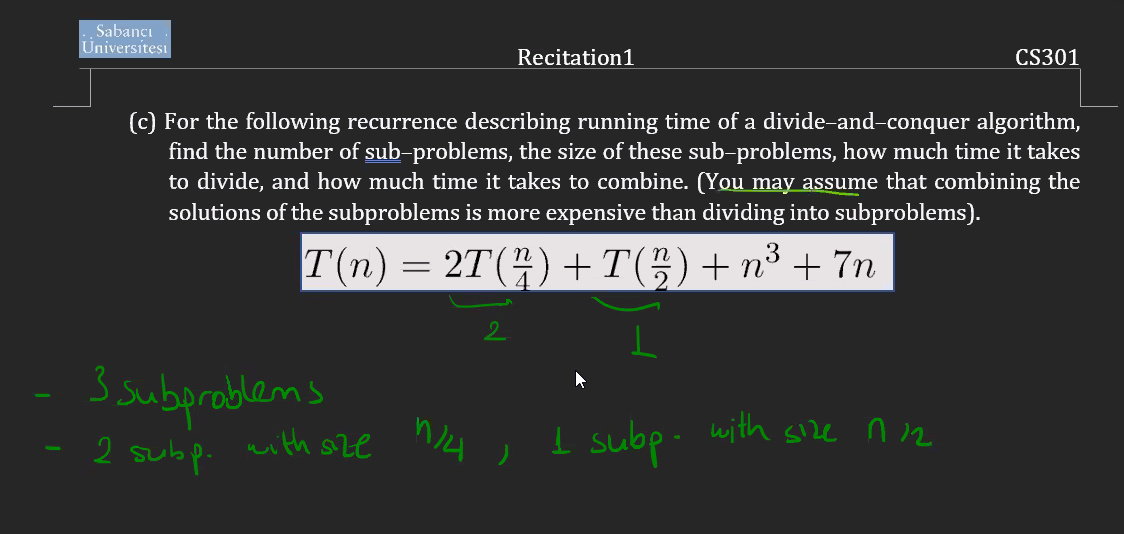 Sabancı
Üniversitesi
Recitation1
CS301
(c) For the following recurrence describing running time of a divide–and–conquer algorithm,
find the number of sub–problems, the size of these sub–problems, how much time it takes
to divide, and how much time it takes to combine. (You may assume that combining the
solutions of the subproblems is more expensive than dividing into subproblems).
T(n) = 2T(n/4) + T(n/2) + n³ + 7n
2 1
- 3 subproblems
- 2 subp. with size n/4 , 1 subp. with size n/2